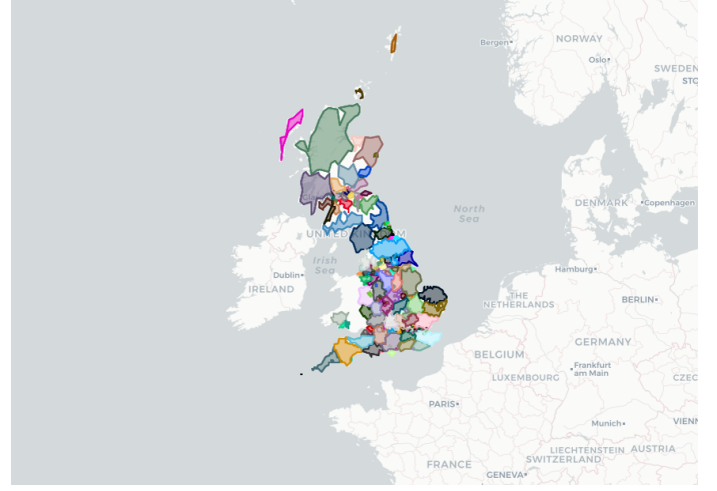 NORWAY
Bergen
Oslo
SWEDEN
STO
North
Sea
DENMARK
Copenhagen
UNITED KINGDOM
Irish
Sea
Dublin
IRELAND
Hamburg
THE
NETHERLANDS
BERLIN
GERMANY
BELGIUM
Frankfurt
am Main
LUXEMBOURG
CZEC
PARIS
Munich
VIENN
LIECHTENSTEIN
AUSTRIA
SWITZERLAND
FRANCE
GENEVA